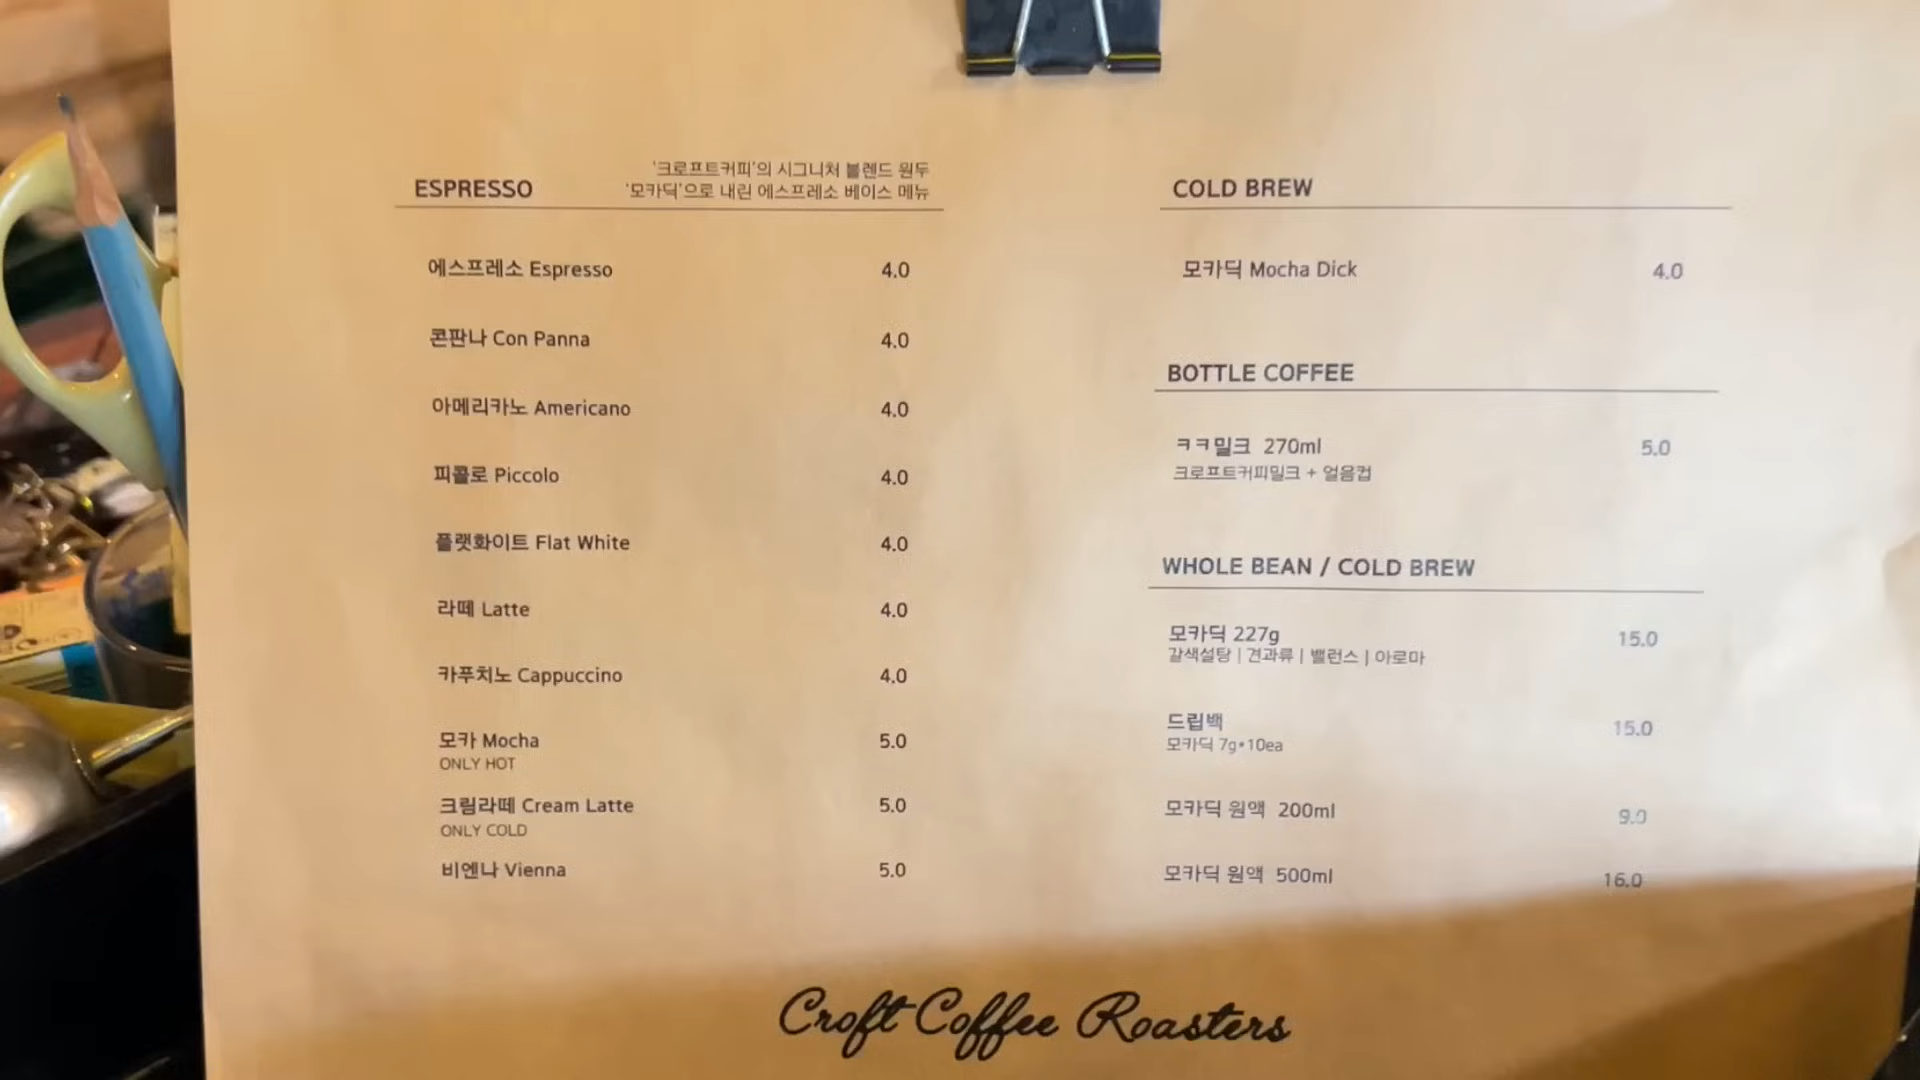 '크로프트커피'의 시그니처 블렌드 원두
ESPRESSO '모카딕'으로 내린 에스프레소 베이스 메뉴
에스프레소 Espresso 4.0
콘판나 Con Panna 4.0
아메리카노 Americano 4.0
피콜로 Piccolo 4.0
플랫화이트 Flat White 4.0
라떼 Latte 4.0
카푸치노 Cappuccino 4.0
모카 Mocha 5.0
ONLY HOT
크림라떼 Cream Latte 5.0
ONLY COLD
비엔나 Vienna 5.0
COLD BREW
모카딕 Mocha Dick 4.0
BOTTLE COFFEE
ㅋㅋ밀크 270ml 5.0
크로프트커피밀크 + 얼음컵
WHOLE BEAN / COLD BREW
모카딕 227g 15.0
갈색설탕 | 견과류 | 밸런스 | 아로마
드립백 15.0
모카딕 7g*10ea
모카딕 원액 200ml 9.0
모카딕 원액 500ml 16.0
Croft Coffee Roasters